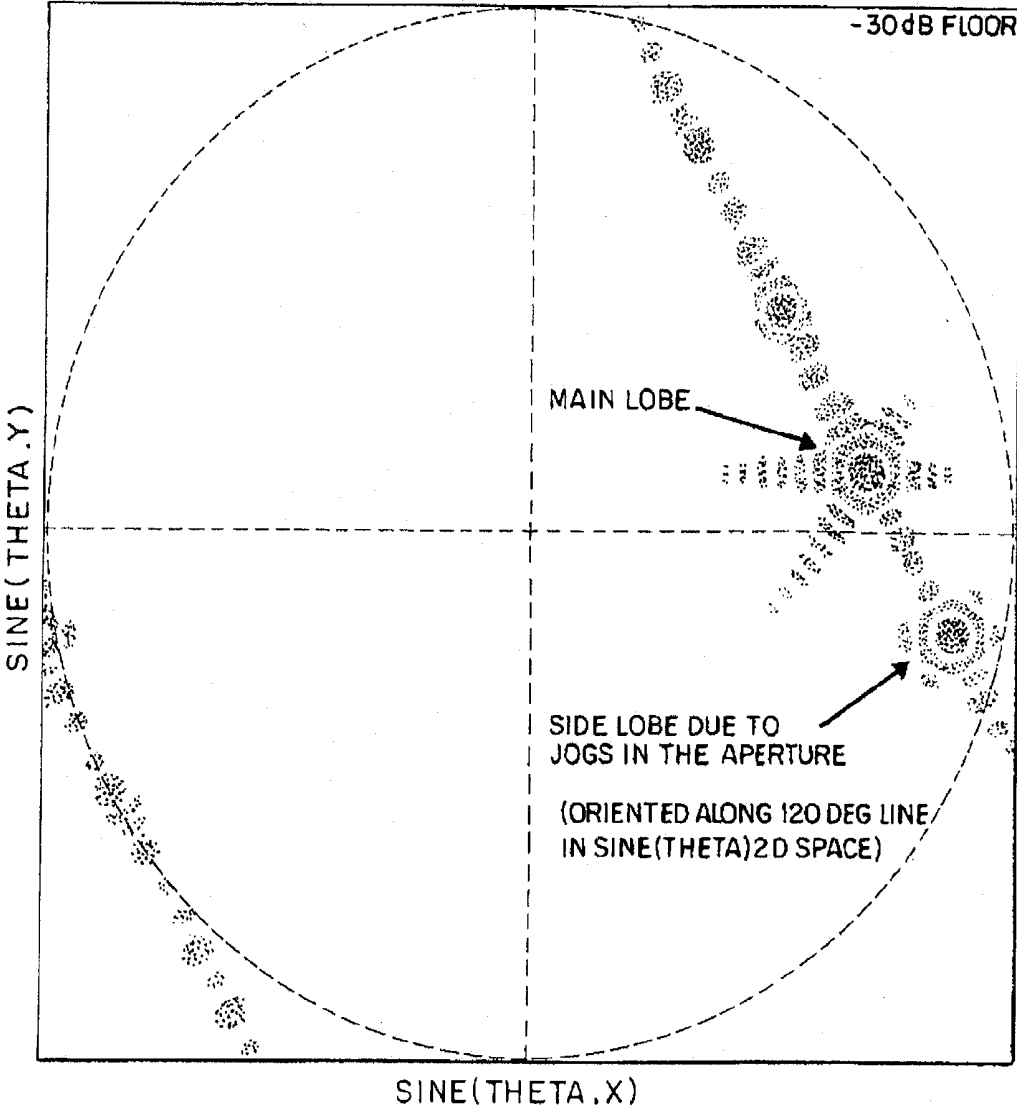 -30dB FLOOR
MAIN LOBE
SINE(THETA,Y)
SIDE LOBE DUE TO
JOGS IN THE APERTURE
(ORIENTED ALONG 120 DEG LINE
IN SINE(THETA)2D SPACE)
SINE(THETA,X)